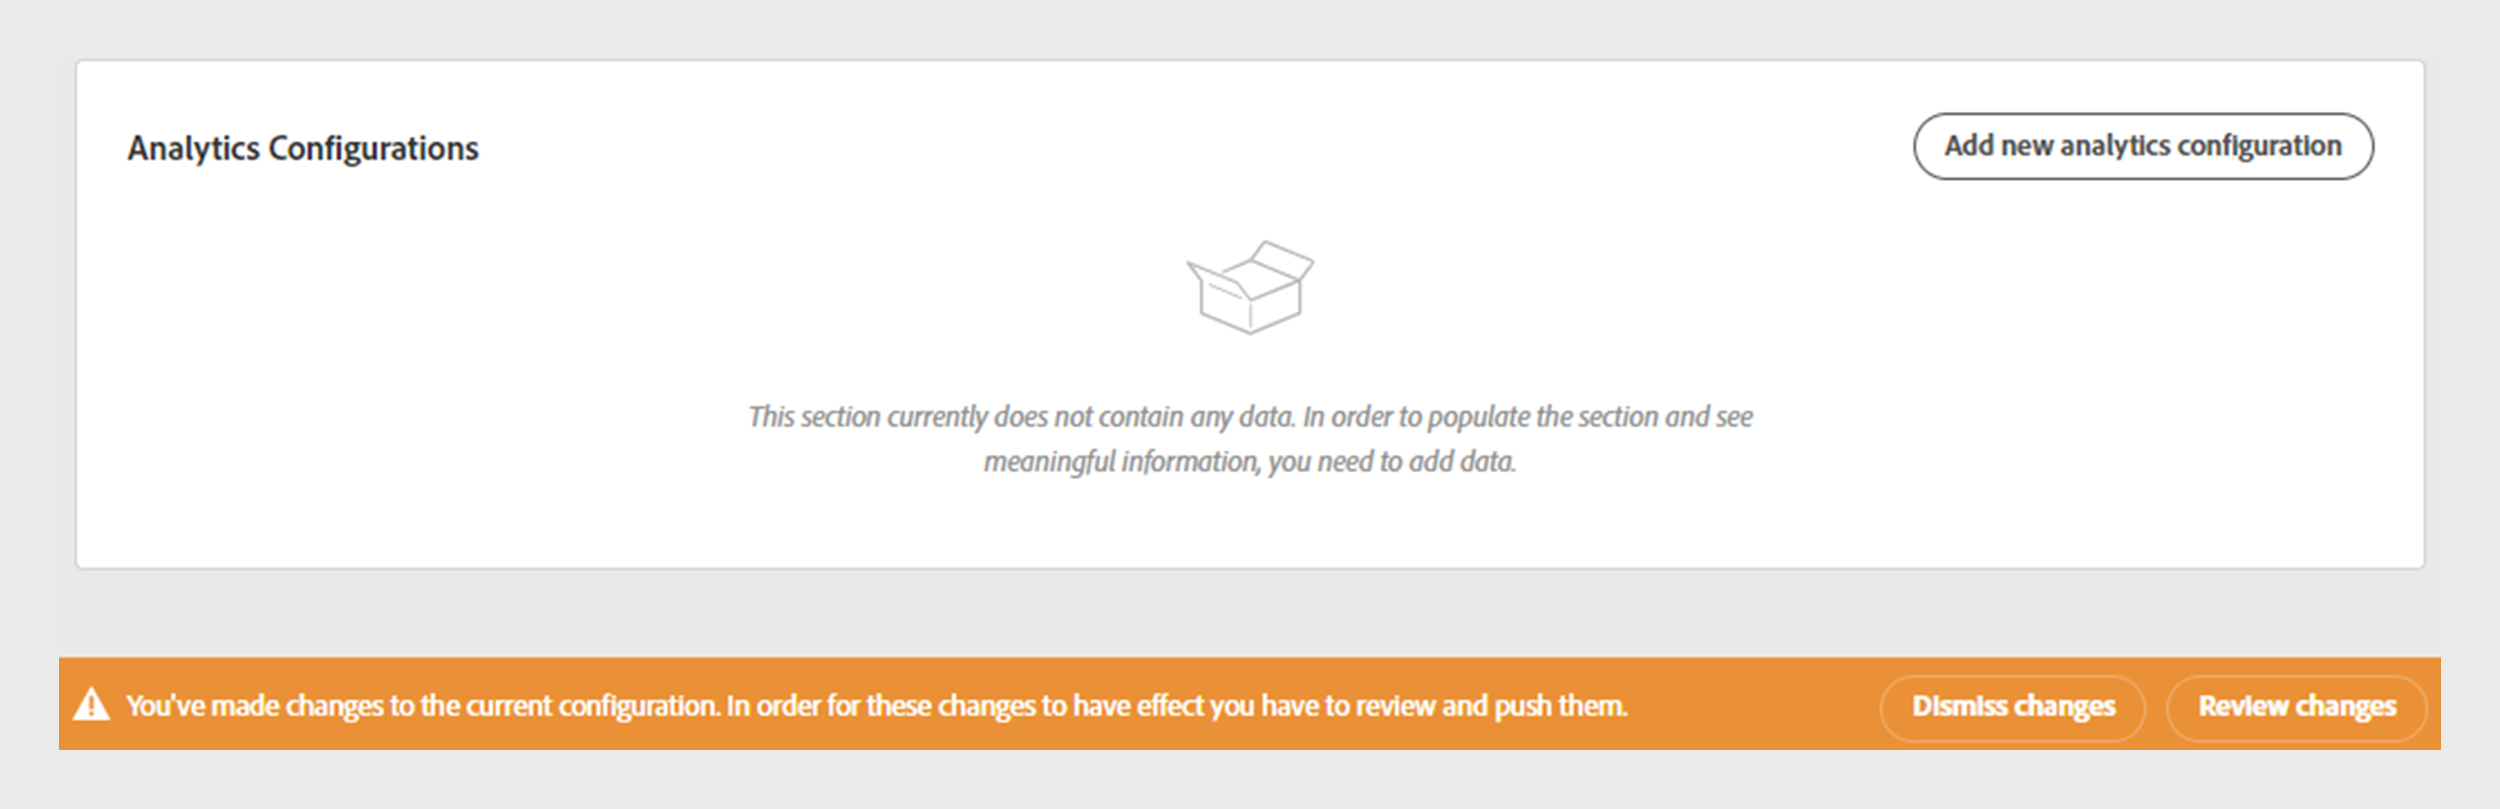 Analytics Configurations
Add new analytics configuration
This section currently does not contain any data. In order to populate the section and see
meaningful information, you need to add data.
You've made changes to the current configuration. In order for these changes to have effect you have to review and push them.
Dismiss changes
Review changes